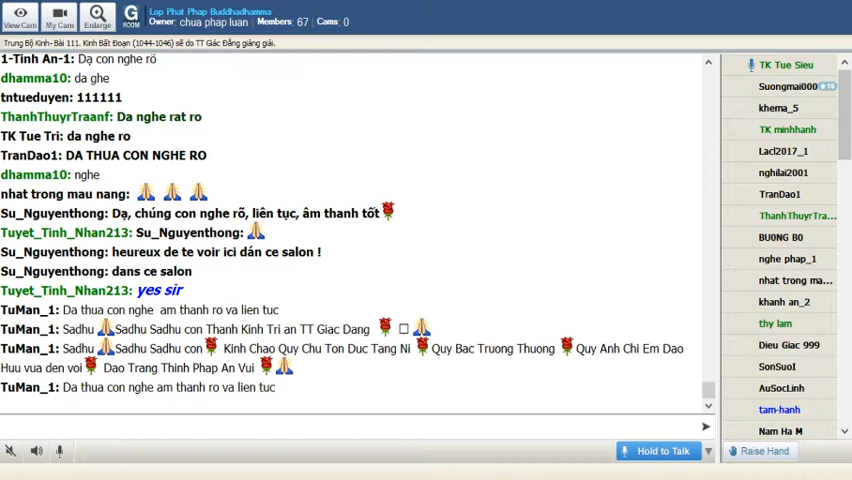 Lop Phat Phap Buddhadhamma
Owner: chua phap luan  Members: 67  Cams: 0
View Cam  My Cam  Enlarge  G ROOM
Trung Bộ Kinh- Bài 111. Kinh Bất Đoạn (1044-1046) sẽ do TT Giác Đẳng giảng giải.
1-Tinh An-1: Dạ con nghe rõ
dhamma10: da ghe
tntueduyen: 111111
ThanhThuyrTraanf: Da nghe rat ro
TK Tue Tri: da nghe ro
TranDao1: DA THUA CON NGHE RO
dhamma10: nghe
nhat trong mau nang:
Su_Nguyenthong: Dạ, chúng con nghe rõ, liên tục, âm thanh tốt
Tuyet_Tinh_Nhan213: Su_Nguyenthong:
Su_Nguyenthong: heureux de te voir ici dán ce salon !
Su_Nguyenthong: dans ce salon
Tuyet_Tinh_Nhan213: yes sir
TuMan_1: Da thua con nghe am thanh ro va lien tuc
TuMan_1: Sadhu Sadhu Sadhu con Thanh Kinh Tri an TT Giac Dang
TuMan_1: Sadhu Sadhu Sadhu con Kinh Chao Quy Chu Ton Duc Tang Ni Quy Bac Truong Thuong Quy Anh Chi Em Dao
Huu vua den voi Dao Trang Thinh Phap An Vui
TuMan_1: Da thua con nghe am thanh ro va lien tuc
TK Tue Sieu
Suongmai000 ★10
khema_5
TK minhhanh
Lacl2017_1
nghilai2001
TranDao1
ThanhThuyrTra...
BU0NG B0
nghe phap_1
nhat trong ma...
khanh an_2
thy lam
Dieu Giac 999
SonSuoI
AuSocLinh
tam-hanh
Nam Ha M
Hold to Talk
Raise Hand